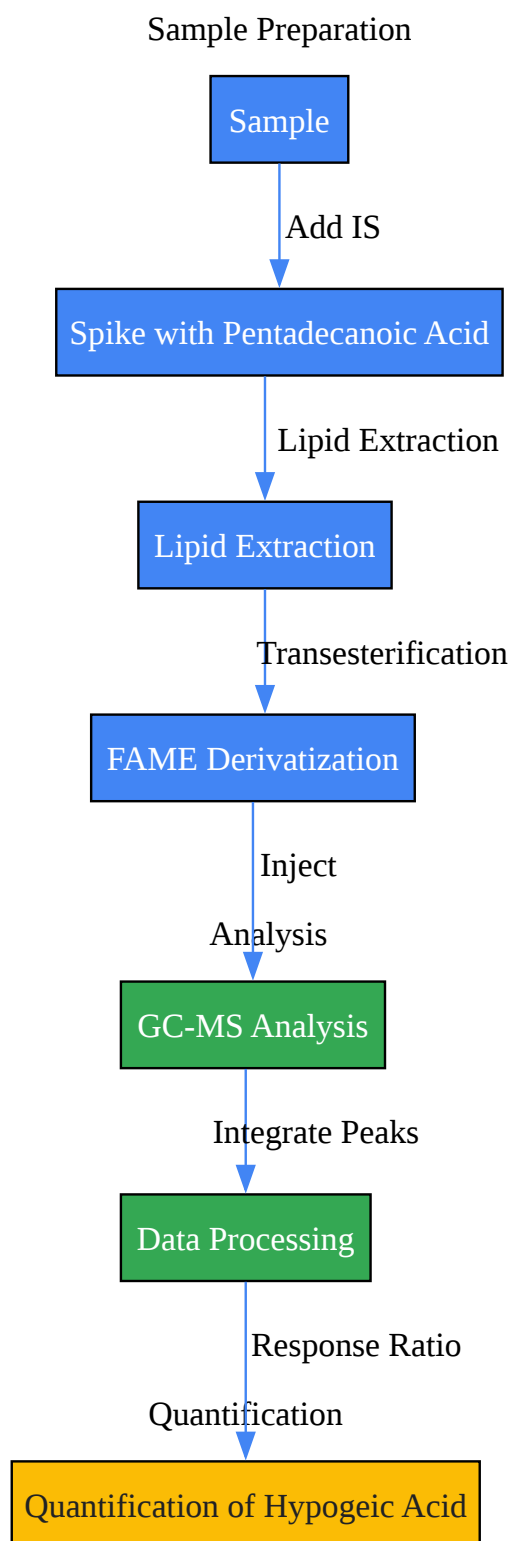 Sample Preparation
Sample
Add IS
Spike with Pentadecanoic Acid
Lipid Extraction
Lipid Extraction
Transesterification
FAME Derivatization
Inject
Analysis
GC-MS Analysis
Integrate Peaks
Data Processing
Response Ratio
Quantification
Quantification of Hypogeic Acid